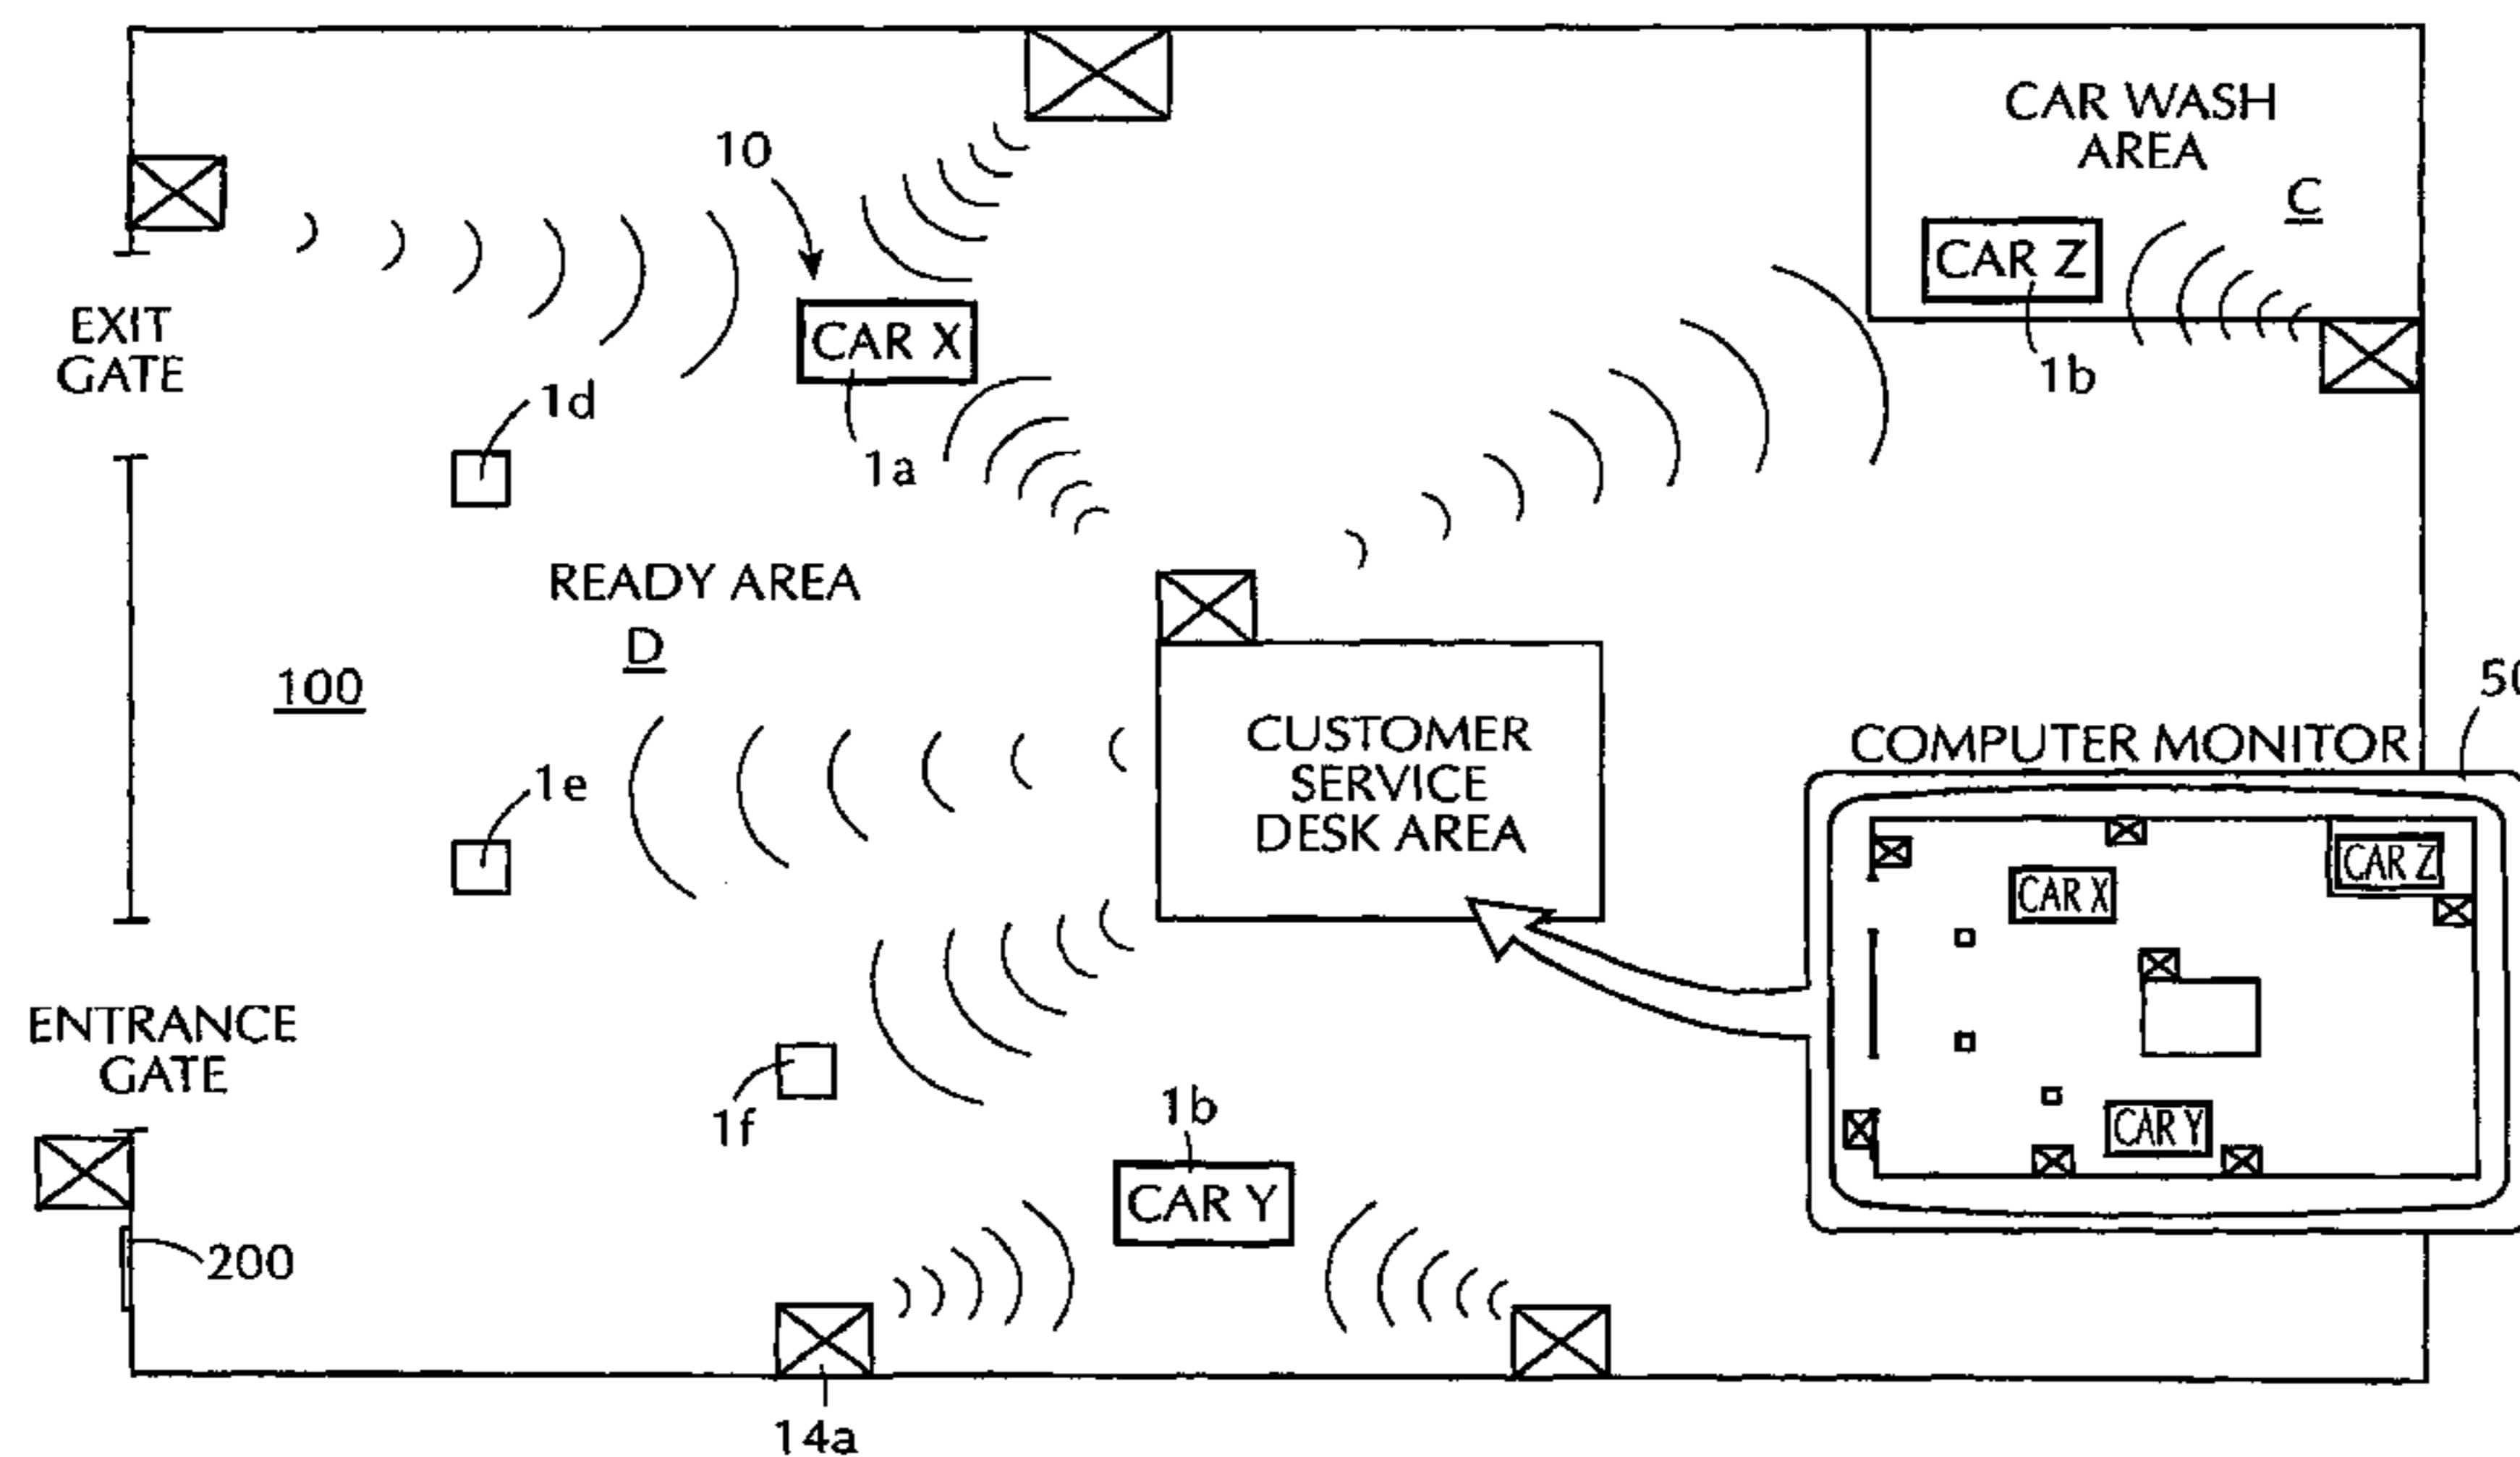 CAR WASH
AREA
C
10
CAR Z
1b
EXIT
GATE
CAR X
1a
1d
READY AREA
D
100
1e
CUSTOMER
SERVICE
DESK AREA
COMPUTER MONITOR
CAR X
CAR Z
CAR Y
ENTRANCE
GATE
1f
1b
CAR Y
200
14a